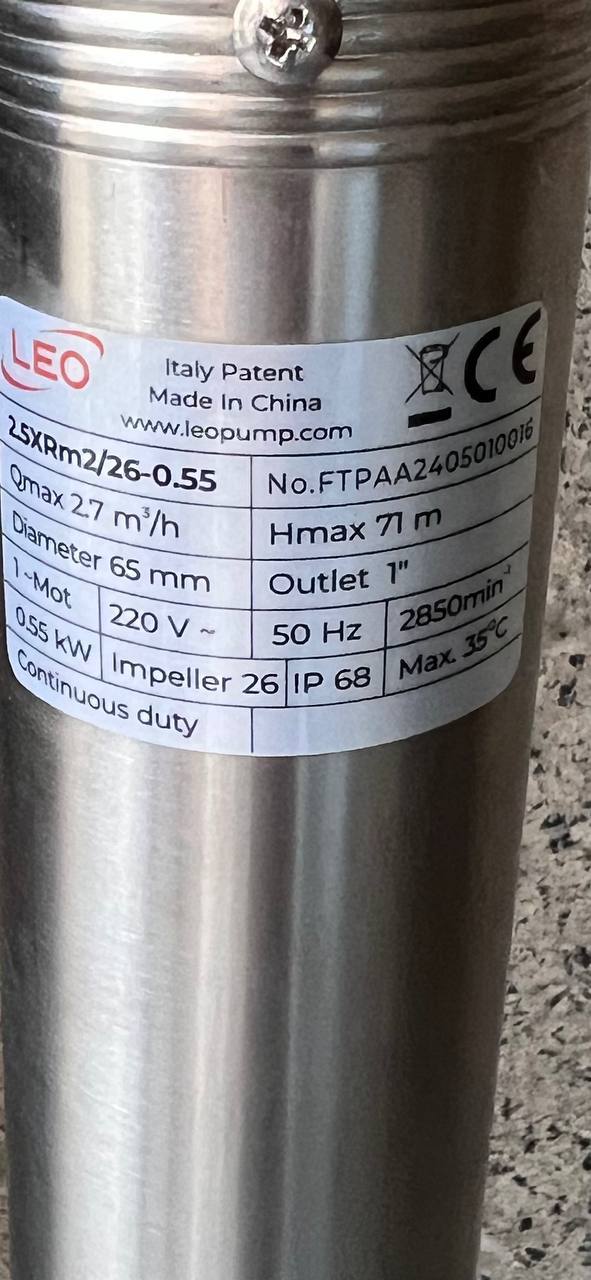 LEO
Italy Patent
Made In China
www.leopump.com
CE
2.5XRm2/26-0.55 No.FTPAA2405010016
Qmax 2.7 m³/h Hmax 71 m
Diameter 65 mm Outlet 1"
1~Mot 220 V ~ 50 Hz 2850min⁻¹
0.55 kW Impeller 26 IP 68 Max. 35°C
Continuous duty